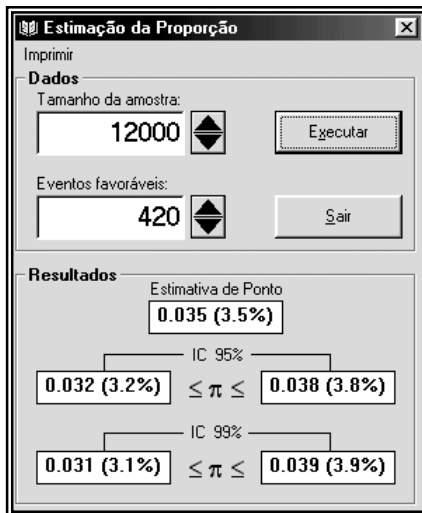 Estimação da Proporção
Imprimir
Dados
Tamanho da amostra:
12000
Executar
Eventos favoráveis:
420
Sair
Resultados
Estimativa de Ponto
0.035 (3.5%)
IC 95%
0.032 (3.2%) ≤ π ≤ 0.038 (3.8%)
IC 99%
0.031 (3.1%) ≤ π ≤ 0.039 (3.9%)